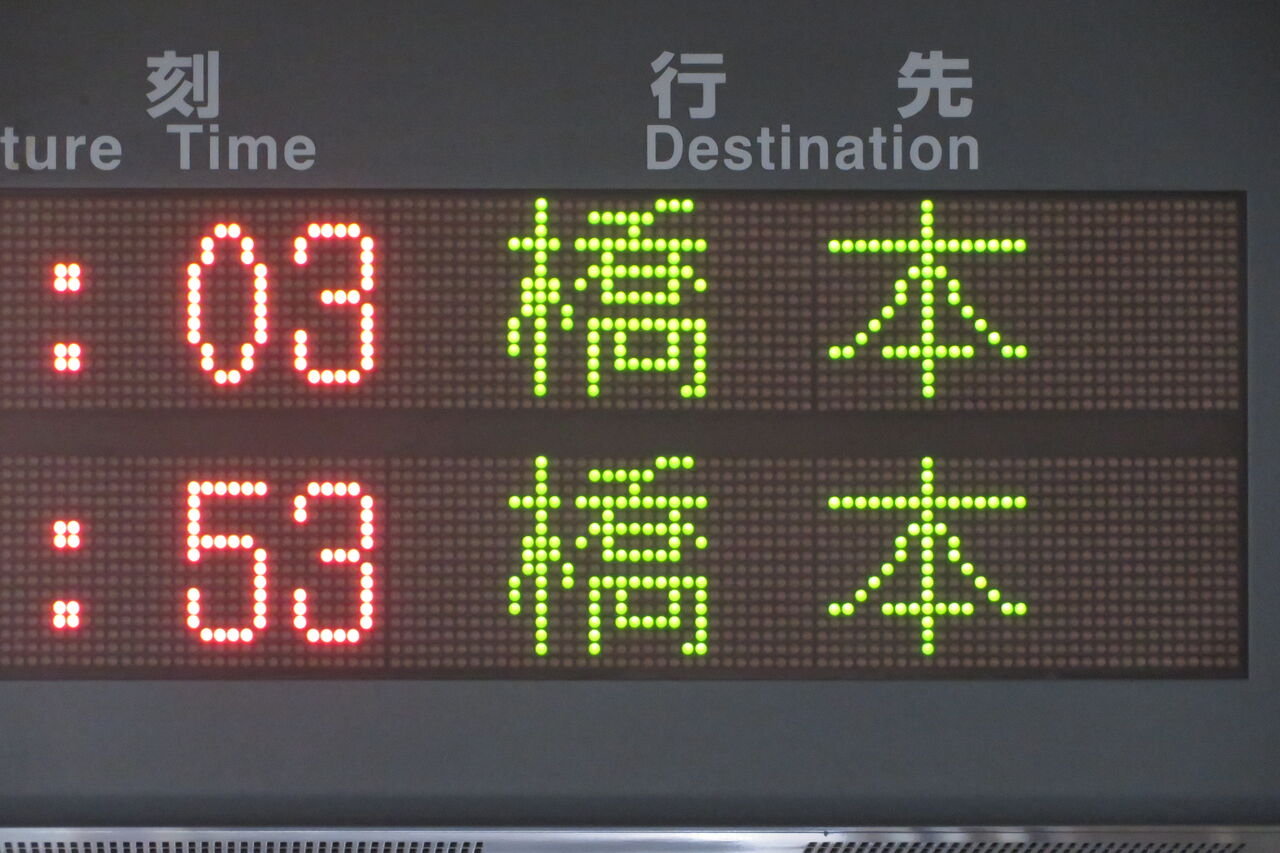 刻 行先
ture Time Destination
:03 橋本
:53 橋本